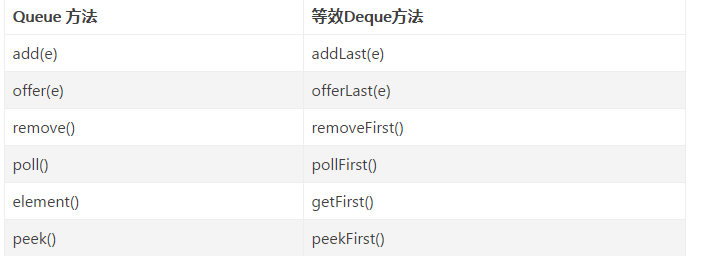 Queue 方法 等效Deque方法
add(e) addLast(e)
offer(e) offerLast(e)
remove() removeFirst()
poll() pollFirst()
element() getFirst()
peek() peekFirst()